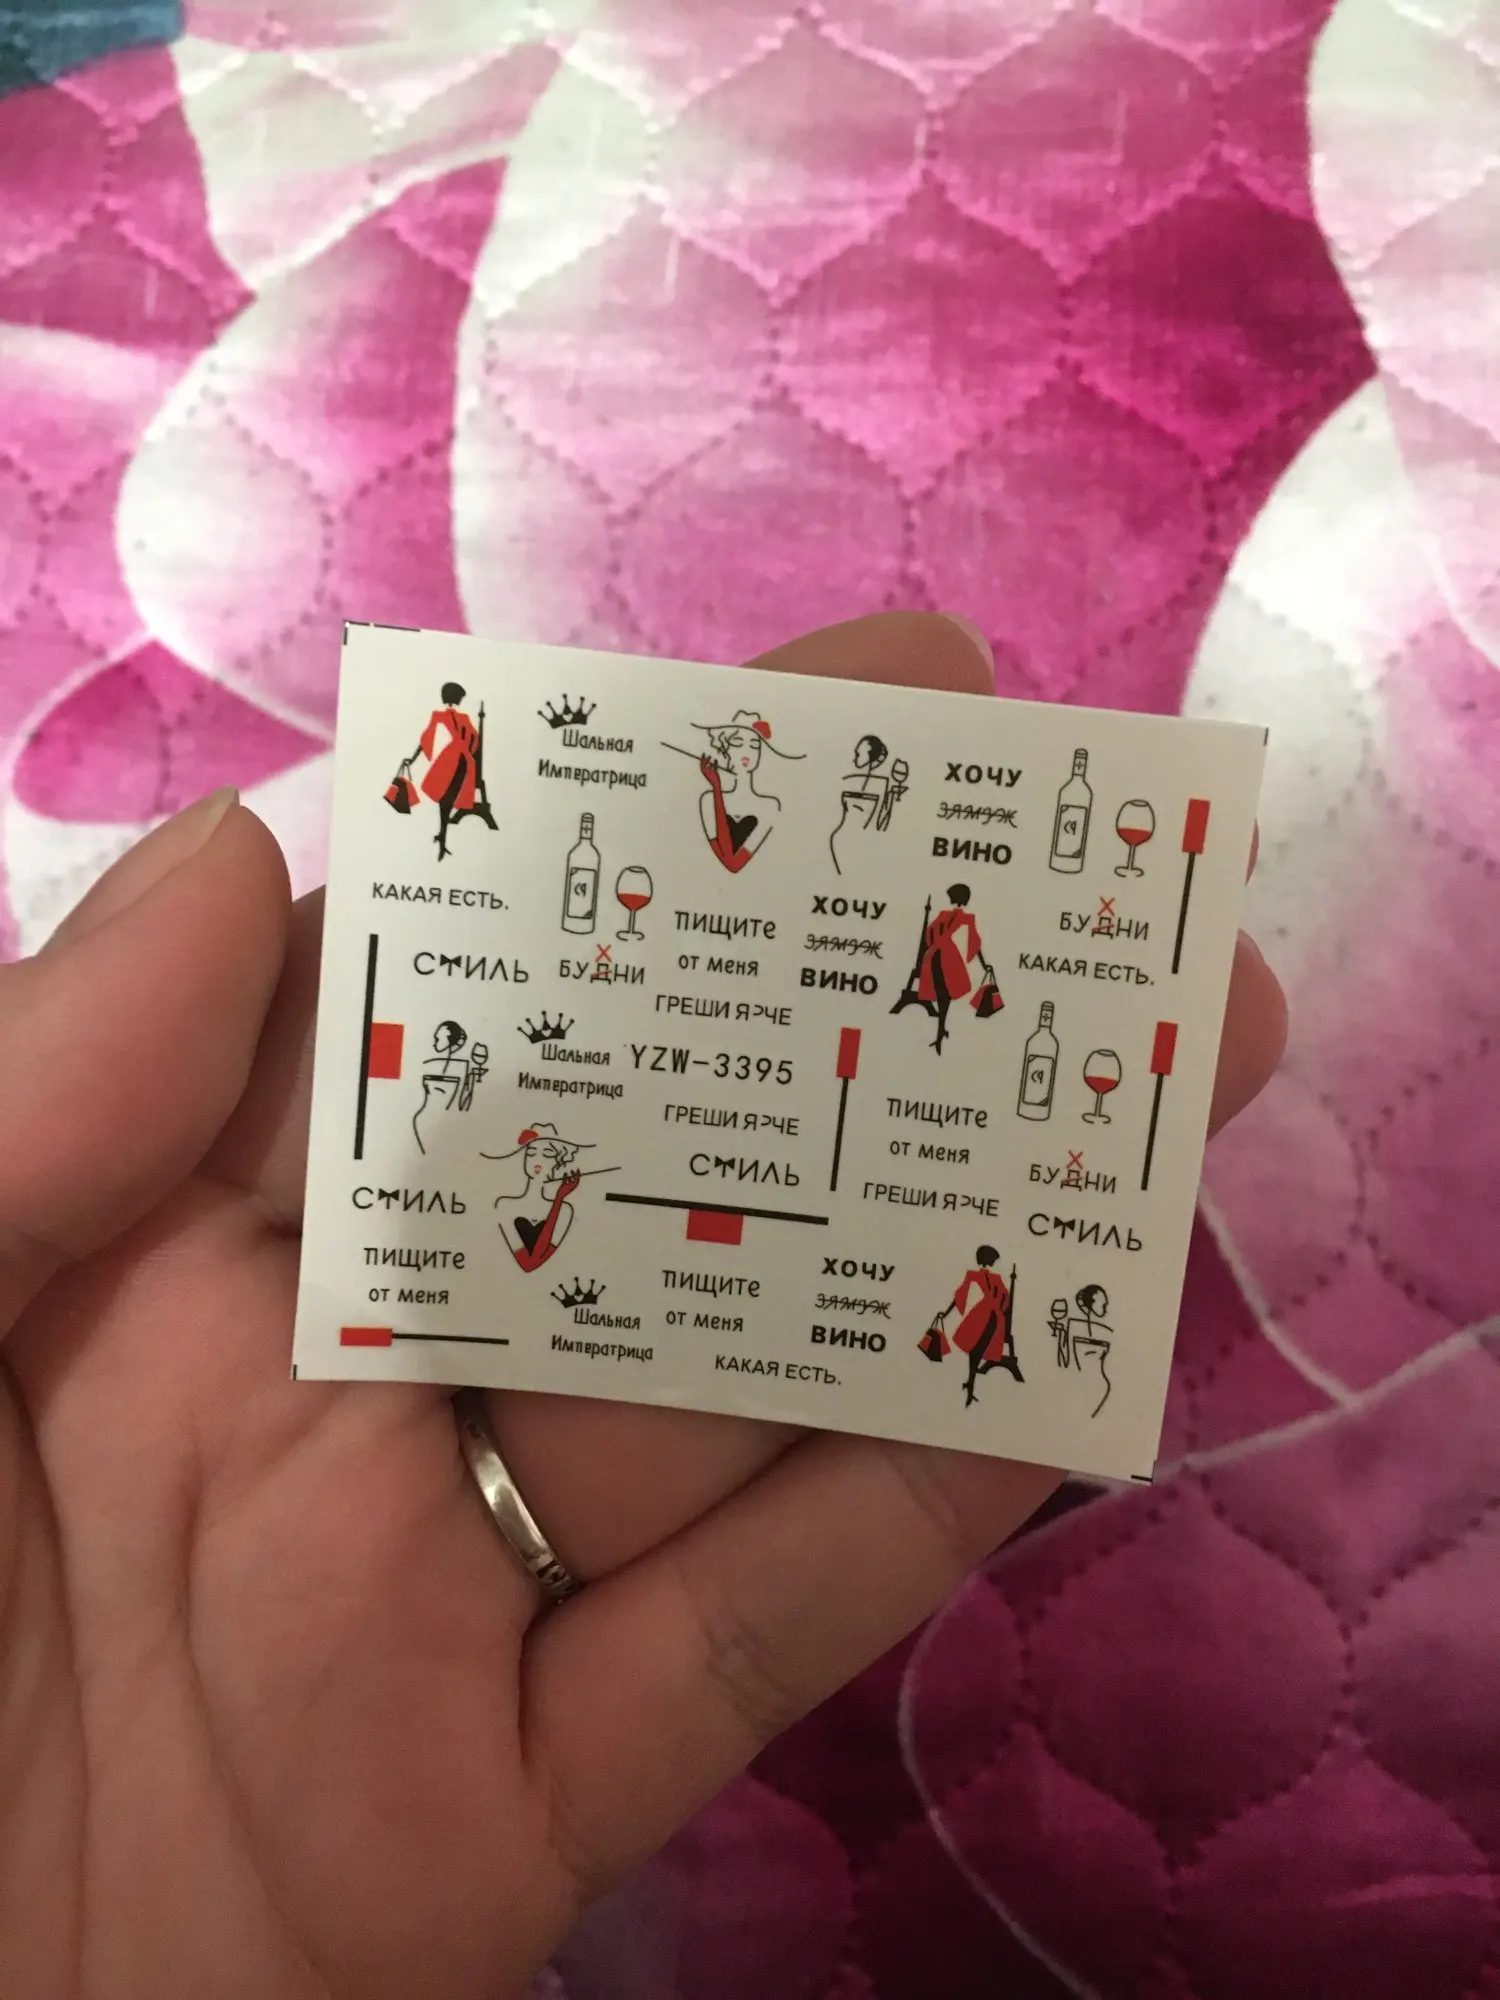 Шальная
Императрица
ХОЧУ
ЗАМУЖ
ВИНО
КАКАЯ ЕСТЬ.
СТИЛЬ
БУДНИ
ПИЩИТЕ
от меня
ГРЕШИ ЯРЧЕ
ХОЧУ
ЗАМУЖ
ВИНО
БУДНИ
КАКАЯ ЕСТЬ.
Шальная
Императрица
YZW-3395
ГРЕШИ ЯРЧЕ
СТИЛЬ
ПИЩИТЕ
от меня
ГРЕШИ ЯРЧЕ
БУДНИ
СТИЛЬ
СТИЛЬ
ПИЩИТЕ
от меня
Шальная
Императрица
ПИЩИТЕ
от меня
КАКАЯ ЕСТЬ.
ХОЧУ
ЗАМУЖ
ВИНО